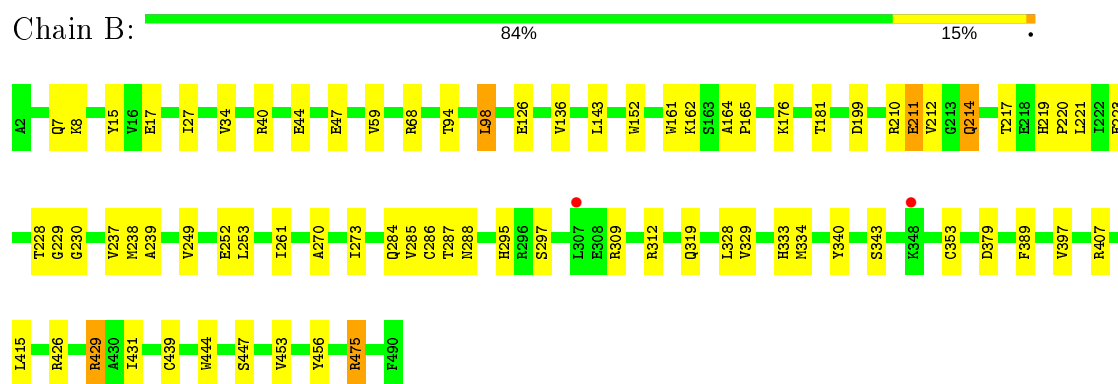 Chain B:
84% 15% •
A2 Q7 K8 Y15 V16 E17 I27 V34 R40 E44 E47 V59 R68 T94 L98 E126 V136 L143 W152 W161 K162 S163 A164 P165 K176 T181 D199 R210 E211 V212 G213 Q214 T217 E218 H219 P220 L221 I222
T228 G229 G230 V237 M238 A239 V249 E252 L253 I261 A270 I273 Q284 V285 C286 T287 N288 H295 R296 S297 L307 E308 R309 R312 Q319 L328 V329 H333 M334 Y340 S343 K348 C353 D379 F389 V397 R407
L415 R426 R429 A430 I431 C439 W444 S447 V453 Y456 R475 F490